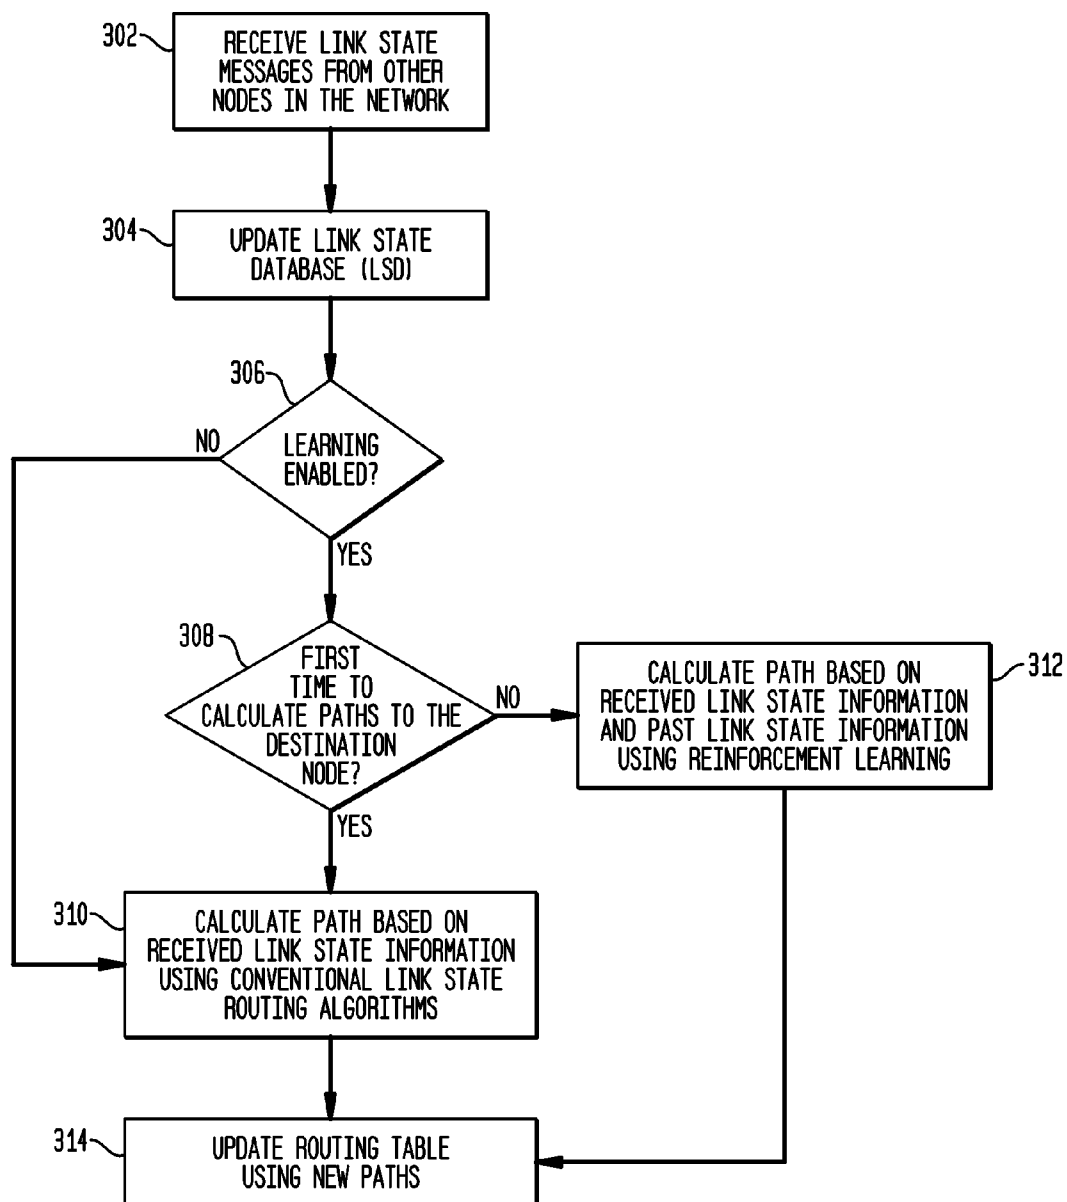 302
RECEIVE LINK STATE
MESSAGES FROM OTHER
NODES IN THE NETWORK
304
UPDATE LINK STATE
DATABASE (LSD)
306
NO
LEARNING
ENABLED?
YES
308
FIRST
TIME TO
CALCULATE PATHS TO THE
DESTINATION
NODE?
NO
YES
312
CALCULATE PATH BASED ON
RECEIVED LINK STATE INFORMATION
AND PAST LINK STATE INFORMATION
USING REINFORCEMENT LEARNING
310
CALCULATE PATH BASED ON
RECEIVED LINK STATE INFORMATION
USING CONVENTIONAL LINK STATE
ROUTING ALGORITHMS
314
UPDATE ROUTING TABLE
USING NEW PATHS